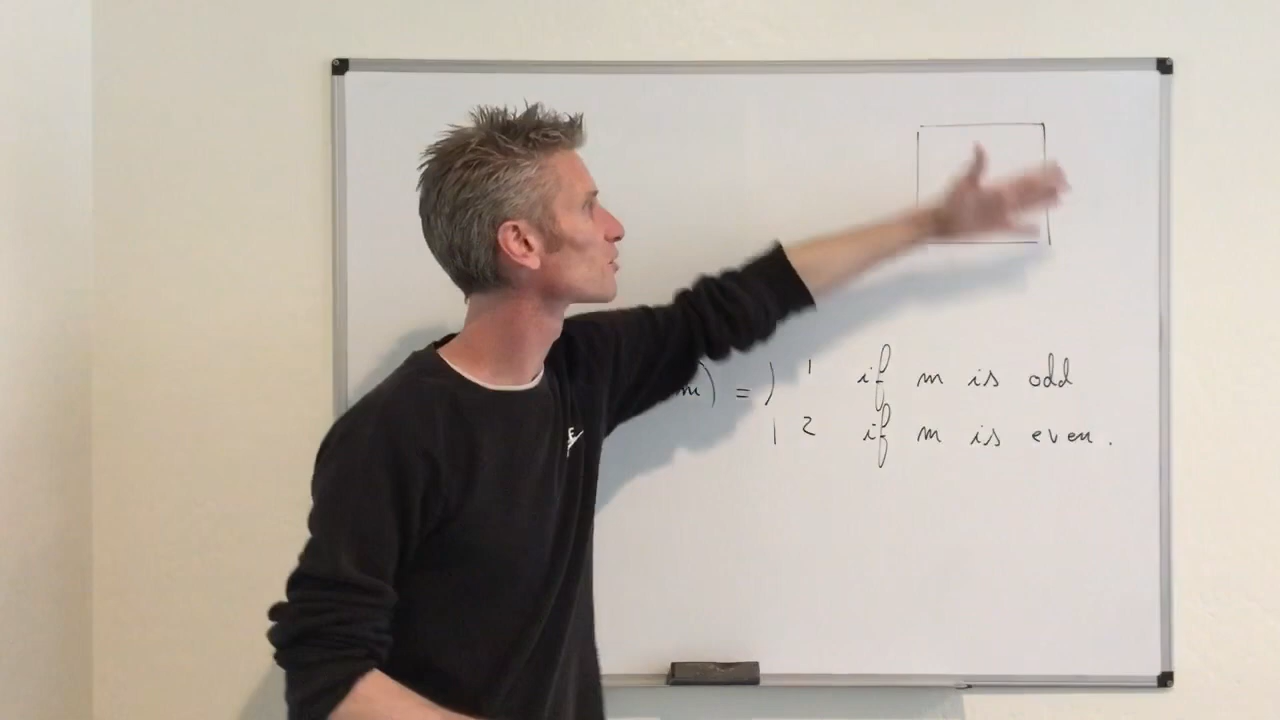 m) = { 1 if m is odd
2 if m is even.